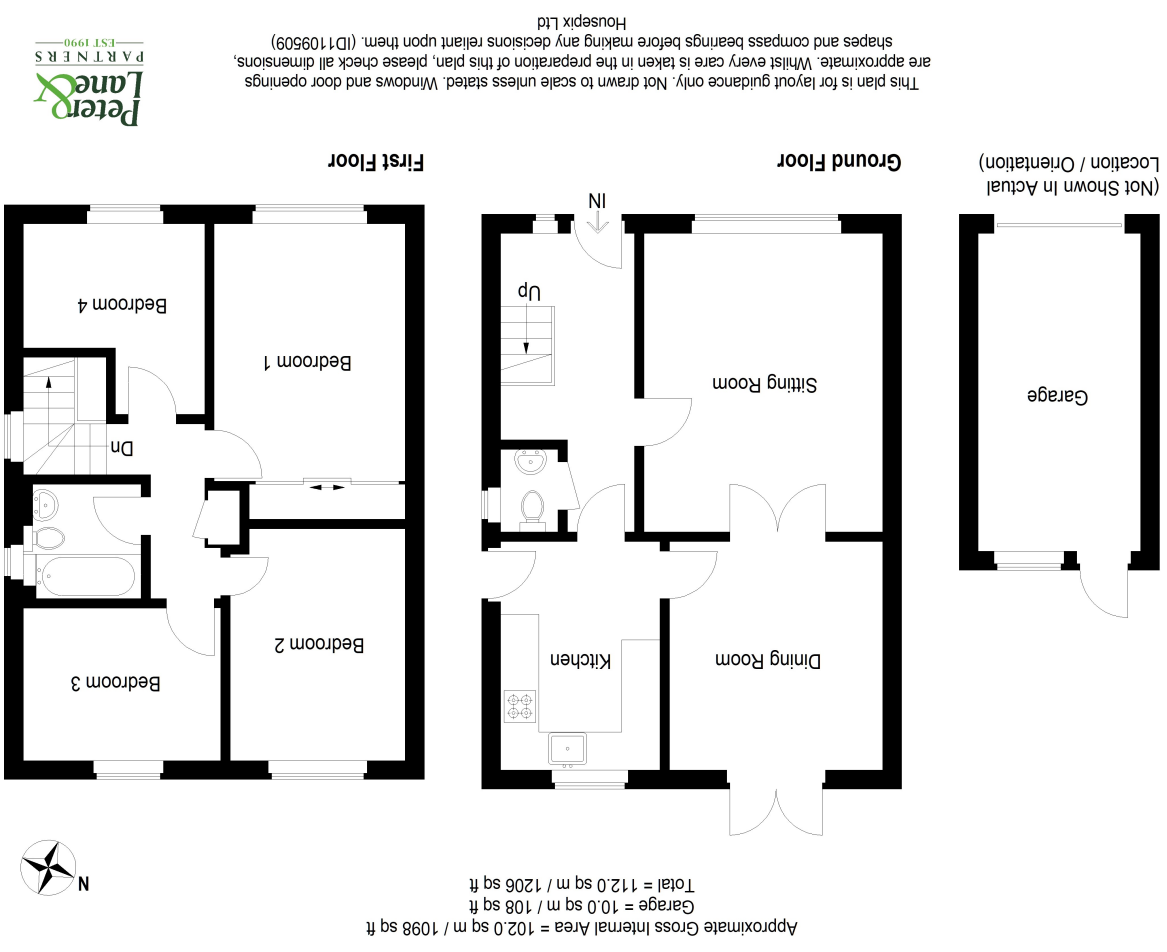 Approximate Gross Internal Area = 102.0 sq m / 1098 sq ft
Garage = 10.0 sq m / 108 sq ft
Total = 112.0 sq m / 1206 sq ft
N
Garage
(Not Shown In Actual
Location / Orientation)
Dining Room
Kitchen
Sitting Room
Up
IN
Ground Floor
Bedroom 2
Bedroom 3
Dn
Bedroom 1
Bedroom 4
First Floor
This plan is for layout guidance only. Not drawn to scale unless stated. Windows and door openings
are approximate. Whilst every care is taken in the preparation of this plan, please check all dimensions,
shapes and compass bearings before making any decisions reliant upon them. (ID1109509)
Housepix Ltd
Peter &
Lane
PARTNERS
EST 1990